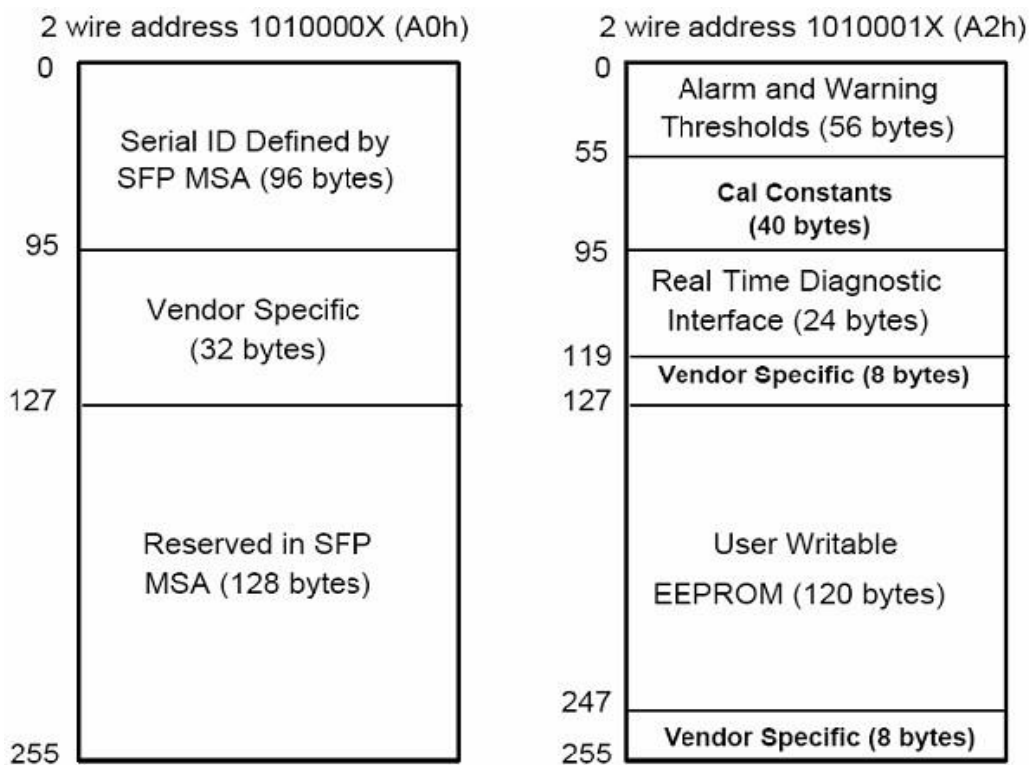 2 wire address 1010000X (A0h)
0
Serial ID Defined by
SFP MSA (96 bytes)
95
Vendor Specific
(32 bytes)
127
Reserved in SFP
MSA (128 bytes)
255
2 wire address 1010001X (A2h)
0
Alarm and Warning
Thresholds (56 bytes)
55
Cal Constants
(40 bytes)
95
Real Time Diagnostic
Interface (24 bytes)
119
Vendor Specific (8 bytes)
127
User Writable
EEPROM (120 bytes)
247
Vendor Specific (8 bytes)
255